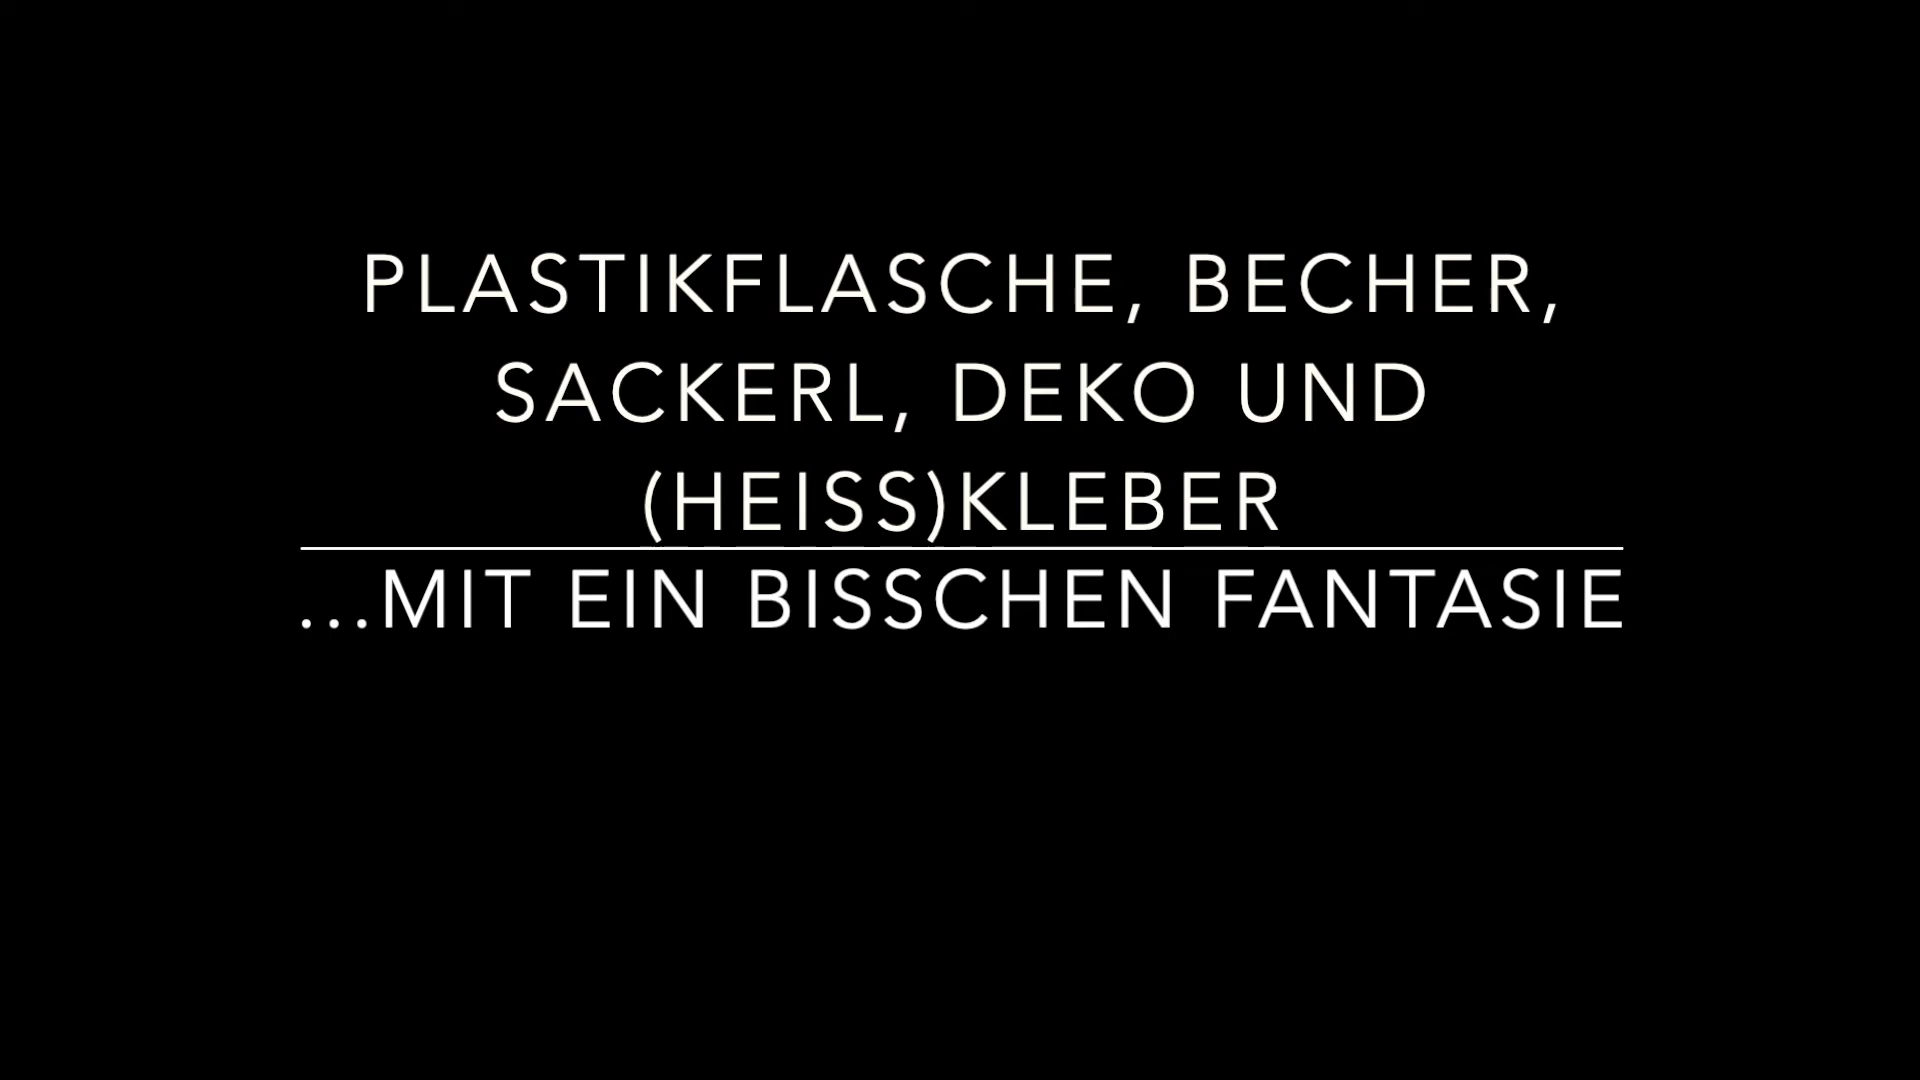 PLASTIKFLASCHE, BECHER,
SACKERL, DEKO UND
(HEISS)KLEBER
...MIT EIN BISSCHEN FANTASIE